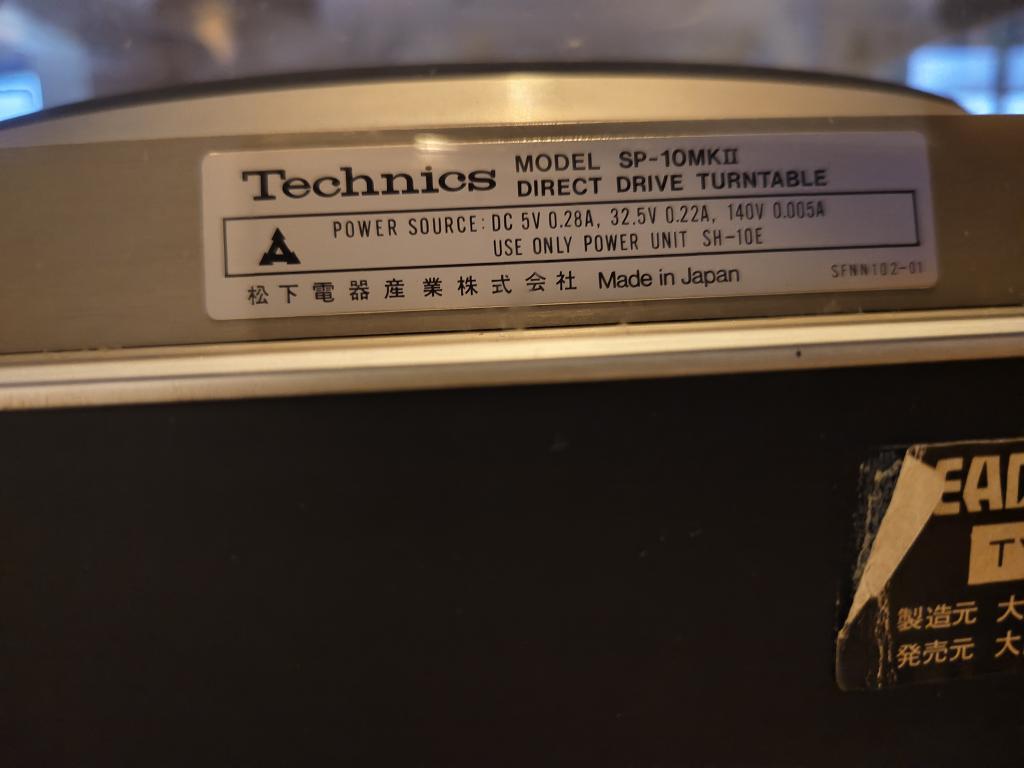 Technics MODEL SP-10MKII
DIRECT DRIVE TURNTABLE
POWER SOURCE: DC 5V 0.28A, 32.5V 0.22A, 140V 0.005A
USE ONLY POWER UNIT SH-10E
松下電器産業株式会社 Made in Japan SFNN102-01
EAD
TY
製造元 大
発売元 大